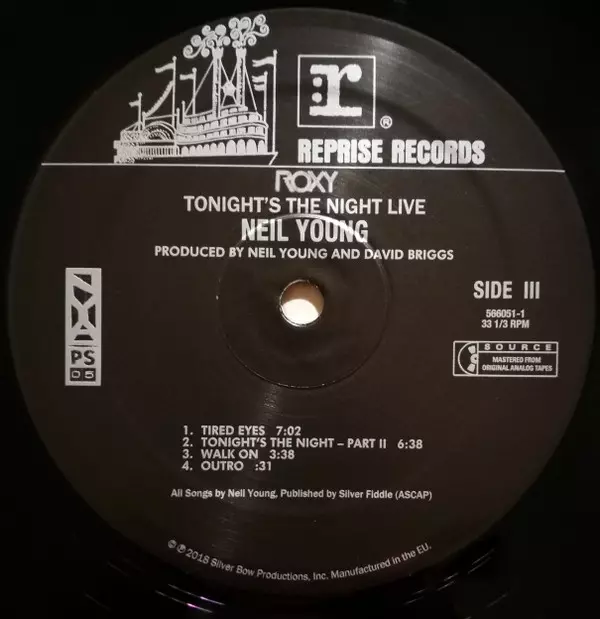 r
®
REPRISE RECORDS
ROXY
TONIGHT'S THE NIGHT LIVE
NEIL YOUNG
PRODUCED BY NEIL YOUNG AND DAVID BRIGGS
SIDE III
566051-1
33 1/3 RPM
NYA
PS
05
SOURCE
MASTERED FROM
ORIGINAL ANALOG TAPES
1. TIRED EYES 7:02
2. TONIGHT'S THE NIGHT – PART II 6:38
3. WALK ON 3:38
4. OUTRO :31
All Songs by Neil Young, Published by Silver Fiddle (ASCAP)
© ℗ 2018 Silver Bow Productions, Inc. Manufactured in the EU.